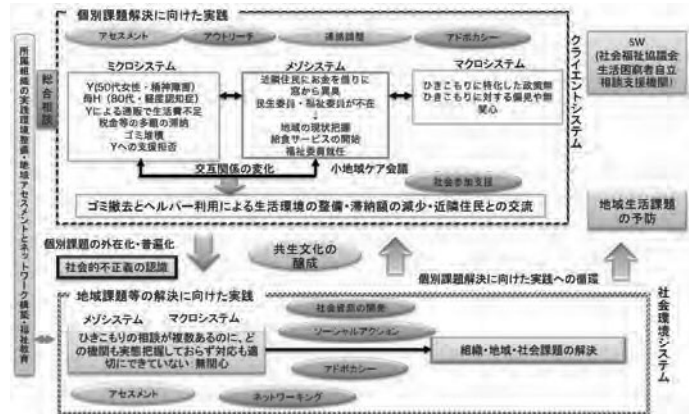 個別課題解決に向けた実践
アセスメント
アウトリーチ
連携調整
アドボカシー
ミクロシステム
Y(50代女性・精神障害)
母H(80代・軽度認知症)
Yによる通販で生活費不足
税金等の多額の滞納
ゴミ堆積
Yへの支援拒否
メゾシステム
近隣住民にお金を借りに
窓から異臭
民生委員・福祉委員が不在
↓
地域の現状把握
給食サービスの開始
福祉委員就任
マクロシステム
ひきこもりに特化した政策無
ひきこもりに対する偏見や無
関心
交互関係の変化
小地域ケア会議
社会参加支援
ゴミ撤去とヘルパー利用による生活環境の整備・滞納額の減少・近隣住民との交流
クライエントシステム
SW
(社会福祉協議会
生活困窮者自立
相談支援機関)
総合相談
所属組織の実践環境整備・地域アセスメントとネットワーク構築・福祉教育
個別課題の外在化・普遍化
社会的不正義の認識
共生文化の
醸成
個別課題解決に向けた実践への循環
地域生活課題
の予防
地域課題等の解決に向けた実践
メゾシステム
マクロシステム
ひきこもりの相談が複数あるのに、ど
の機関も実態把握しておらず対応も適
切にできていない 無関心
社会資源の開発
ソーシャルアクション
アドボカシー
アセスメント
ネットワーキング
組織・地域・社会課題の解決
社会環境システム